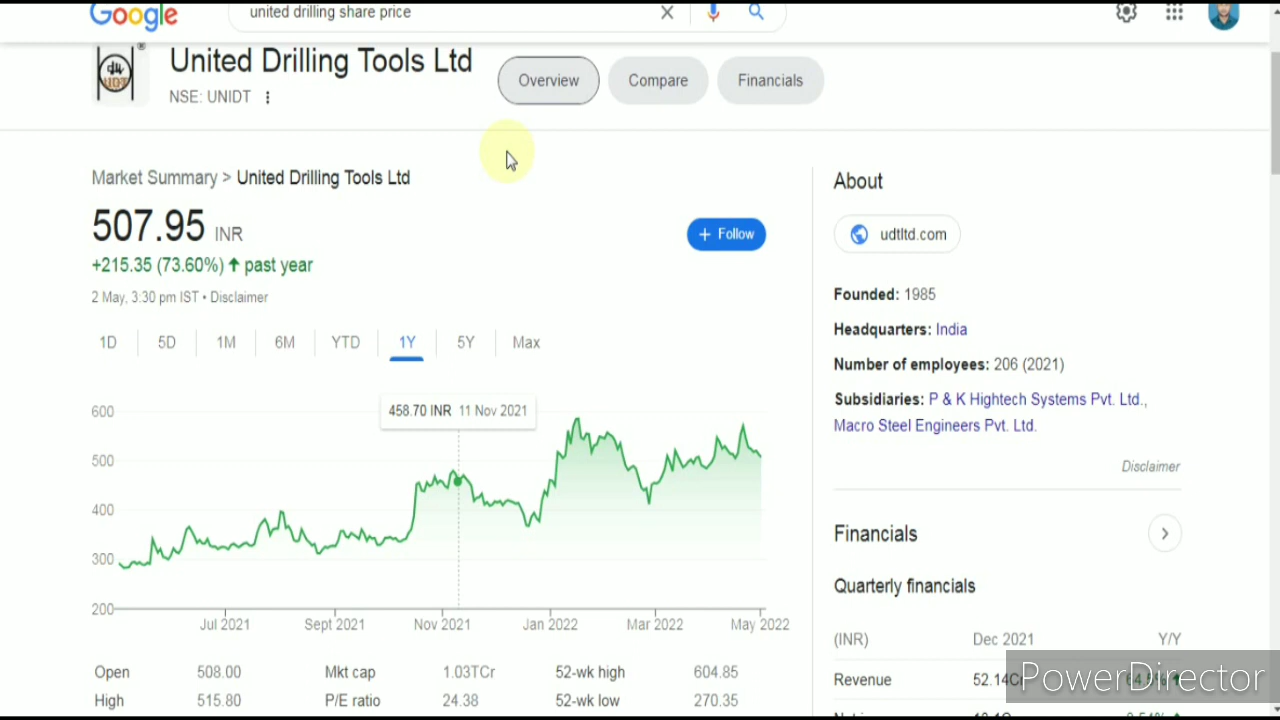 Google
united drilling share price
United Drilling Tools Ltd
NSE: UNIDT
Overview
Compare
Financials
Market Summary > United Drilling Tools Ltd
507.95 INR
+215.35 (73.60%) ↑ past year
2 May, 3:30 pm IST • Disclaimer
+ Follow
1D 5D 1M 6M YTD 1Y 5Y Max
458.70 INR 11 Nov 2021
600
500
400
300
200
Jul 2021 Sept 2021 Nov 2021 Jan 2022 Mar 2022 May 2022
Open 508.00 Mkt cap 1.03TCr 52-wk high 604.85
High 515.80 P/E ratio 24.38 52-wk low 270.35
About
udtltd.com
Founded: 1985
Headquarters: India
Number of employees: 206 (2021)
Subsidiaries: P & K Hightech Systems Pvt. Ltd.,
Macro Steel Engineers Pvt. Ltd.
Disclaimer
Financials
Quarterly financials
(INR) Dec 2021 Y/Y
Revenue 52.14Cr
PowerDirector